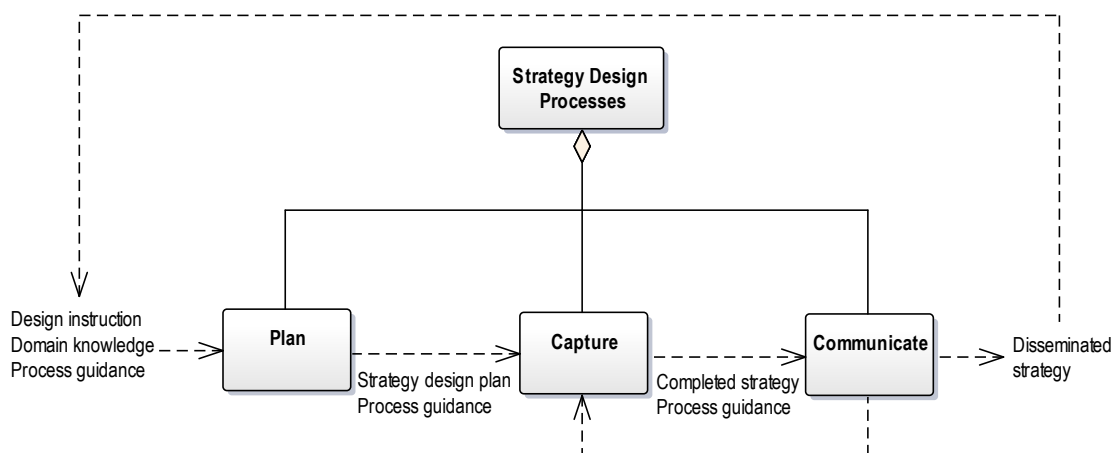 Strategy Design
Processes
Design instruction
Domain knowledge
Process guidance
Plan
Strategy design plan
Process guidance
Capture
Completed strategy
Process guidance
Communicate
Disseminated
strategy